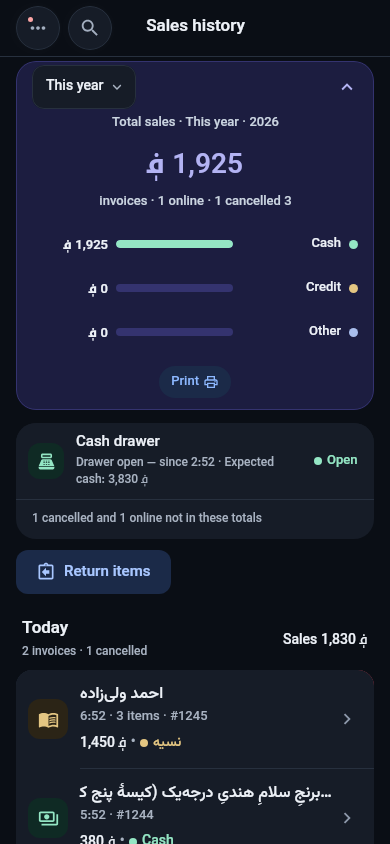 Sales history
This year
Total sales · This year · 2026
1,925 ؋
invoices · 1 online · 1 cancelled 3
1,925 ؋ Cash
0 ؋ Credit
0 ؋ Other
Print
Cash drawer
Drawer open — since 2:52 · Expected
cash: 3,830 ؋
Open
1 cancelled and 1 online not in these totals
Return items
Today
2 invoices · 1 cancelled
Sales 1,830 ؋
احمد ولی‌زاده
6:52 · 3 items · #1245
1,450 ؋ • نسیه
برنجِ سلامِ هندیِ درجه‌یک (کیسهٔ پنج ک…
5:52 · #1244
380 ؋ • Cash